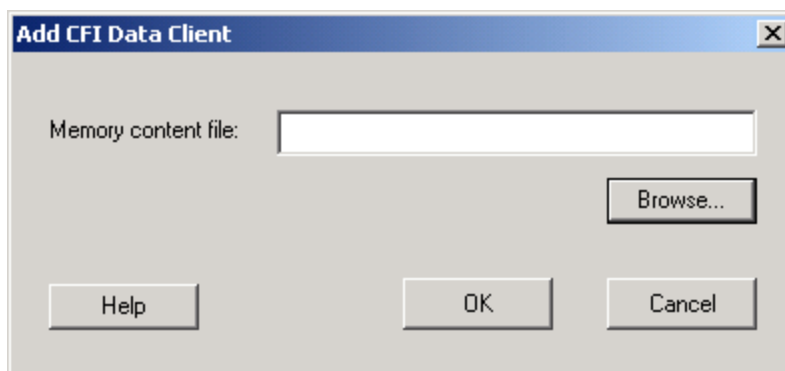 Add CFI Data Client
Memory content file:
Browse...
Help OK Cancel